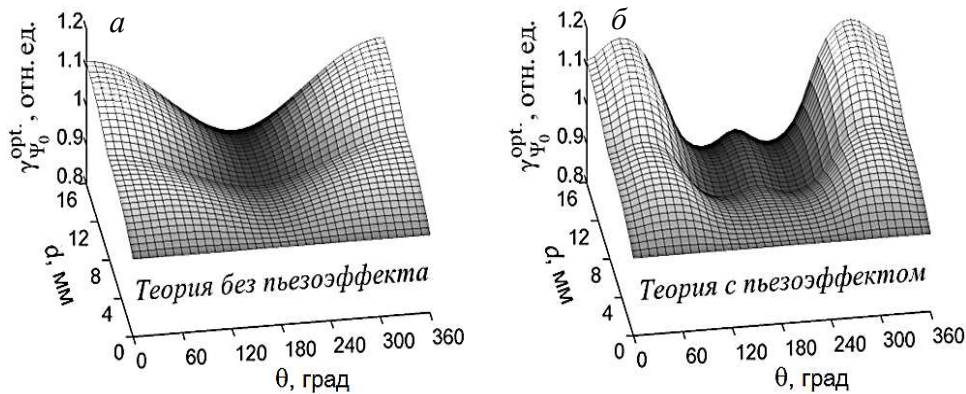 а
1.2
1.1
1
0.9
0.8
γ opt. Ψ0 , отн. ед.
16
12
8
4
0
d, мм
Теория без пьезоэффекта
0 60 120 180 240 300 360
θ, град
б
1.2
1.1
1
0.9
0.8
γ opt. Ψ0 , отн. ед.
16
12
8
4
0
d, мм
Теория с пьезоэффектом
0 60 120 180 240 300 360
θ, град